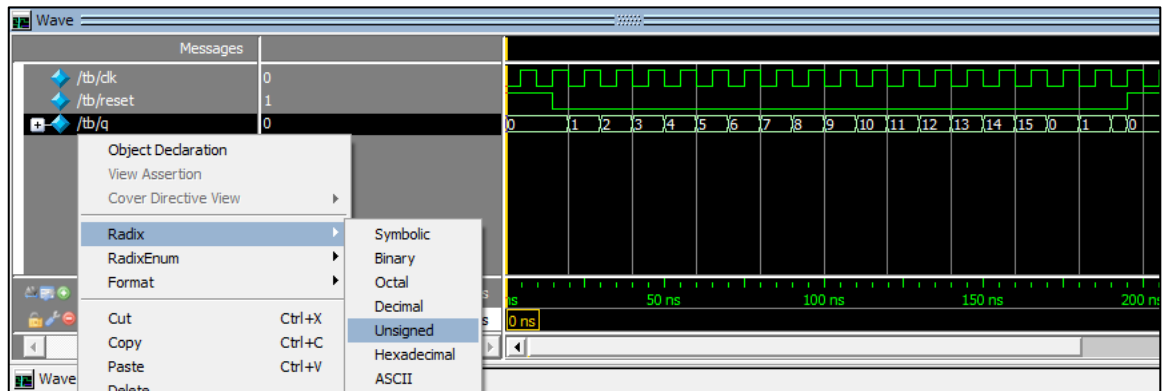 Wave
Messages
/tb/clk 0
/tb/reset 1
/tb/q 0 0 1 2 3 4 5 6 7 8 9 10 11 12 13 14 15 0 1 0
Object Declaration
View Assertion
Cover Directive View
Radix Symbolic
RadixEnum Binary
Format Octal
Decimal
ns 50 ns 100 ns 150 ns 200 ns
Cut Ctrl+X Unsigned 0 ns
Copy Ctrl+C Hexadecimal
Paste Ctrl+V ASCII
Wave
Delete